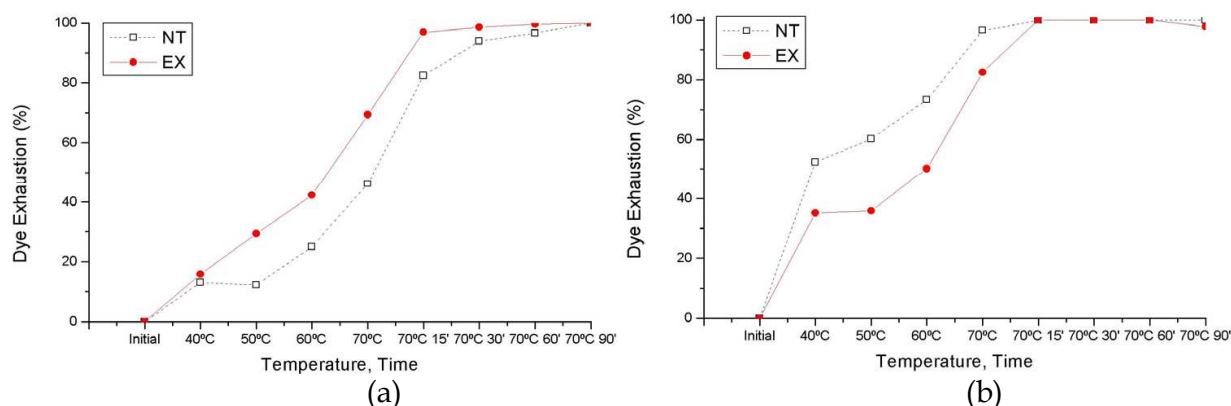 100
80
60
40
20
0
Dye Exhaustion (%)
NT
EX
Initial 40ºC 50ºC 60ºC 70ºC 70ºC 15' 70ºC 30' 70ºC 60' 70ºC 90'
Temperature, Time
(a)
100
80
60
40
20
0
Dye Exhaustion (%)
NT
EX
Initial 40ºC 50ºC 60ºC 70ºC 70ºC 15' 70ºC 30' 70ºC 60' 70ºC 90'
Temperature, Time
(b)